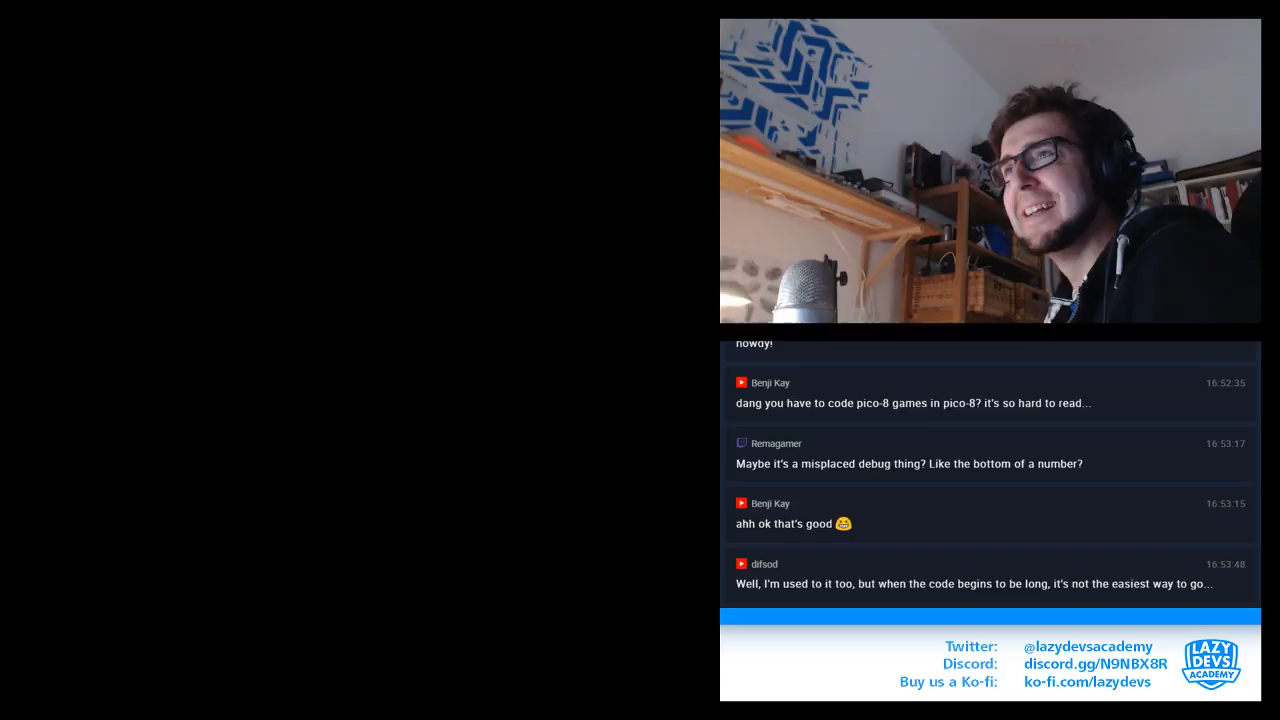 howdy!
Benji Kay 16:52:35
dang you have to code pico-8 games in pico-8? it's so hard to read...
Remagamer 16:53:17
Maybe it's a misplaced debug thing? Like the bottom of a number?
Benji Kay 16:53:15
ahh ok that's good 😀
difsod 16:53:48
Well, I'm used to it too, but when the code begins to be long, it's not the easiest way to go...
Twitter: @lazydevsacademy
Discord: discord.gg/N9NBX8R
Buy us a Ko-fi: ko-fi.com/lazydevs
LAZY
DEVS
ACADEMY